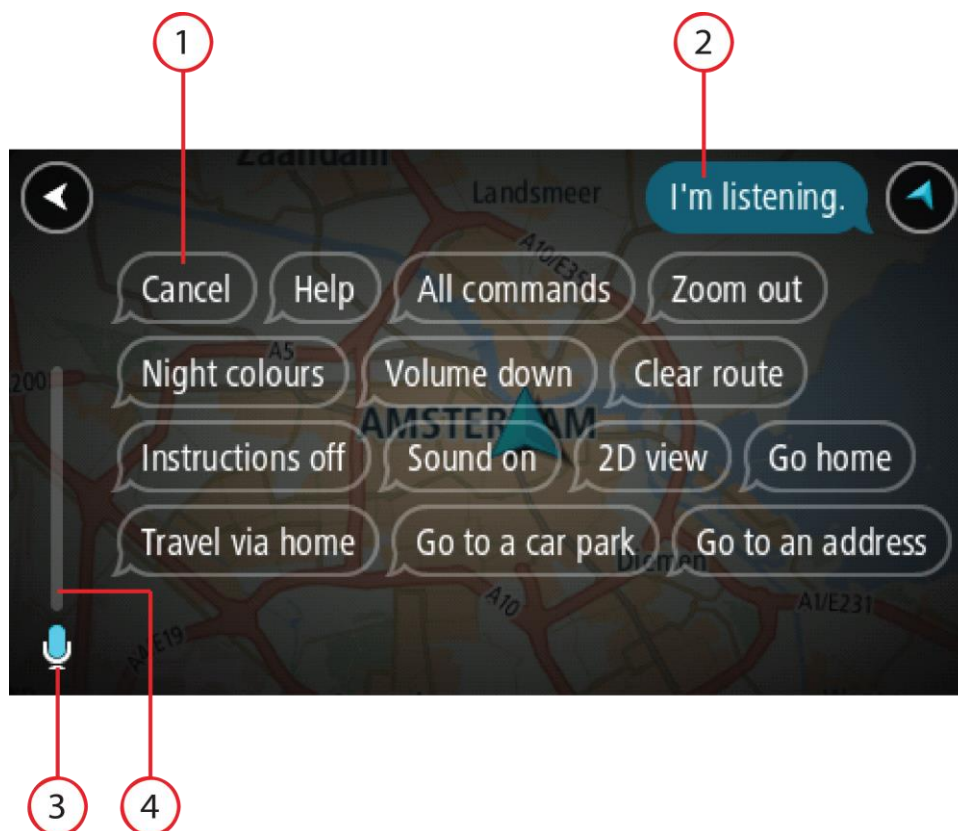 1 2
Zaandam
Landsmeer
I'm listening.
A10/E35
Cancel Help All commands Zoom out
A5
Night colours Volume down Clear route
200
AMSTERDAM
Instructions off Sound on 2D view Go home
Travel via home Go to a car park Go to an address
Diemen
A10
A1/E231
A4/E19
3 4